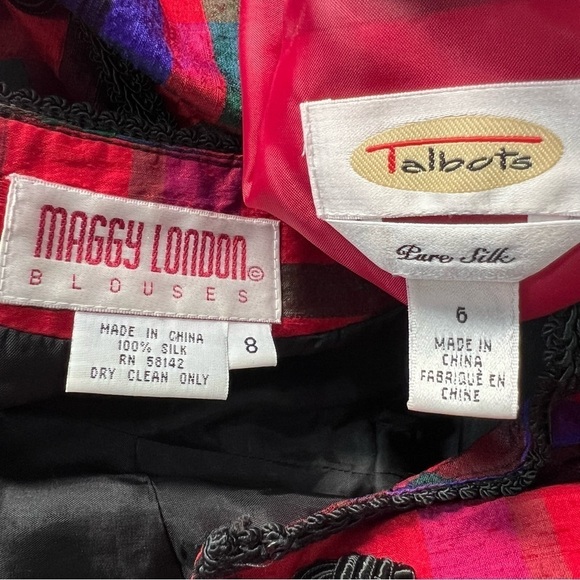 MAGGY LONDON©
BLOUSES
MADE IN CHINA
100% SILK
RN 58142
DRY CLEAN ONLY
8
Talbots
Pure Silk
6
MADE IN
CHINA
FABRIQUÉ EN
CHINE